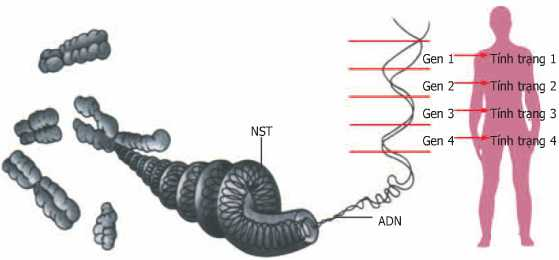 Gen 1 Tính trạng 1
Gen 2 Tính trạng 2
Gen 3 Tính trạng 3
NST
Gen 4 Tính trạng 4
ADN